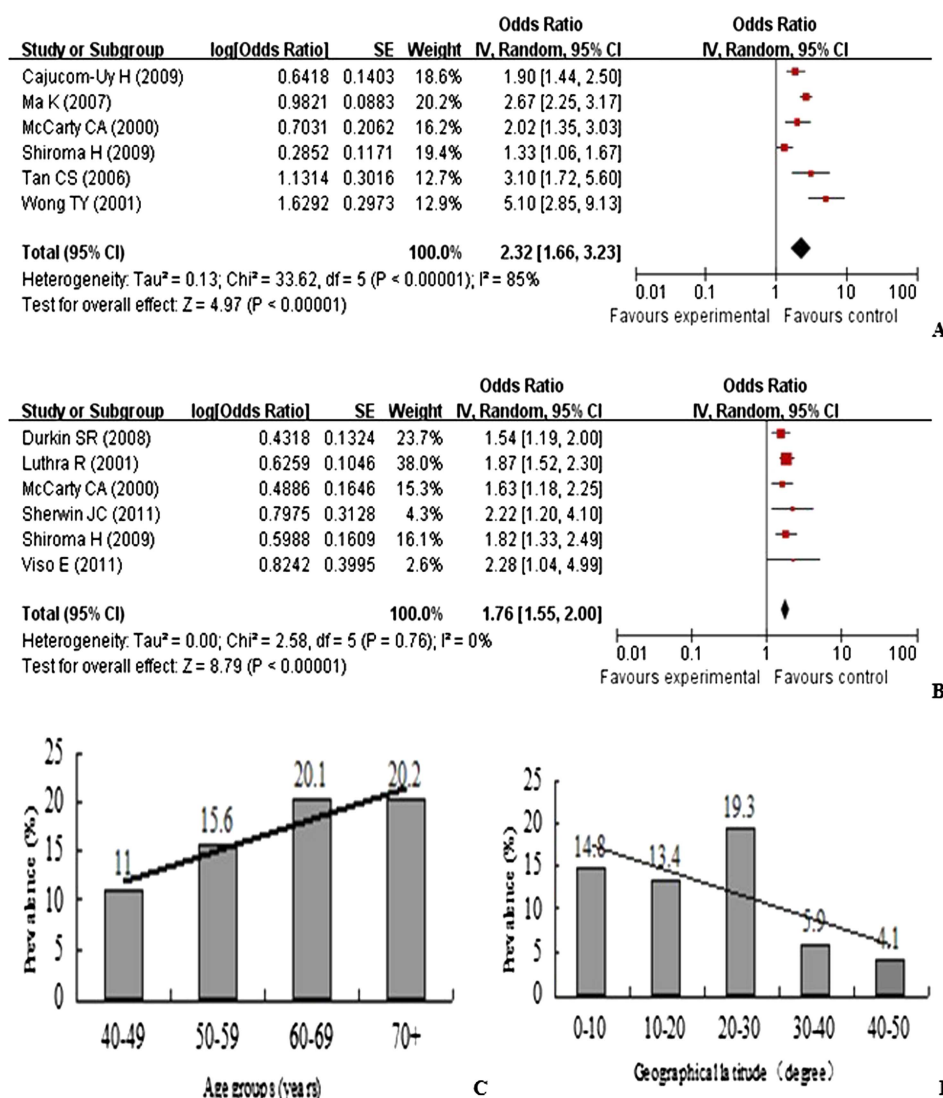 Odds Ratio Odds Ratio
Study or Subgroup log[Odds Ratio] SE Weight IV, Random, 95% CI IV, Random, 95% CI
Cajucom-Uy H (2009) 0.6418 0.1403 18.6% 1.90 [1.44, 2.50]
Ma K (2007) 0.9821 0.0883 20.2% 2.67 [2.25, 3.17]
McCarty CA (2000) 0.7031 0.2062 16.2% 2.02 [1.35, 3.03]
Shiroma H (2009) 0.2852 0.1171 19.4% 1.33 [1.06, 1.67]
Tan CS (2006) 1.1314 0.3016 12.7% 3.10 [1.72, 5.60]
Wong TY (2001) 1.6292 0.2973 12.9% 5.10 [2.85, 9.13]
Total (95% CI) 100.0% 2.32 [1.66, 3.23]
Heterogeneity: Tau² = 0.13; Chi² = 33.62, df = 5 (P < 0.00001); I² = 85%
Test for overall effect: Z = 4.97 (P < 0.00001)
0.01 0.1 1 10 100
Favours experimental Favours control
A
Odds Ratio Odds Ratio
Study or Subgroup log[Odds Ratio] SE Weight IV, Random, 95% CI IV, Random, 95% CI
Durkin SR (2008) 0.4318 0.1324 23.7% 1.54 [1.19, 2.00]
Luthra R (2001) 0.6259 0.1046 38.0% 1.87 [1.52, 2.30]
McCarty CA (2000) 0.4886 0.1646 15.3% 1.63 [1.18, 2.25]
Sherwin JC (2011) 0.7975 0.3128 4.3% 2.22 [1.20, 4.10]
Shiroma H (2009) 0.5988 0.1609 16.1% 1.82 [1.33, 2.49]
Viso E (2011) 0.8242 0.3995 2.6% 2.28 [1.04, 4.99]
Total (95% CI) 100.0% 1.76 [1.55, 2.00]
Heterogeneity: Tau² = 0.00; Chi² = 2.58, df = 5 (P = 0.76); I² = 0%
Test for overall effect: Z = 8.79 (P < 0.00001)
0.01 0.1 1 10 100
Favours experimental Favours control
B
Prevalence (%)
25
20
15
10
5
0
11 15.6 20.1 20.2
40-49 50-59 60-69 70+
Age groups (years)
C
Prevalence (%)
25
20
15
10
5
0
14.8 13.4 19.3 5.9 4.1
0-10 10-20 20-30 30-40 40-50
Geographical latitude (degree)